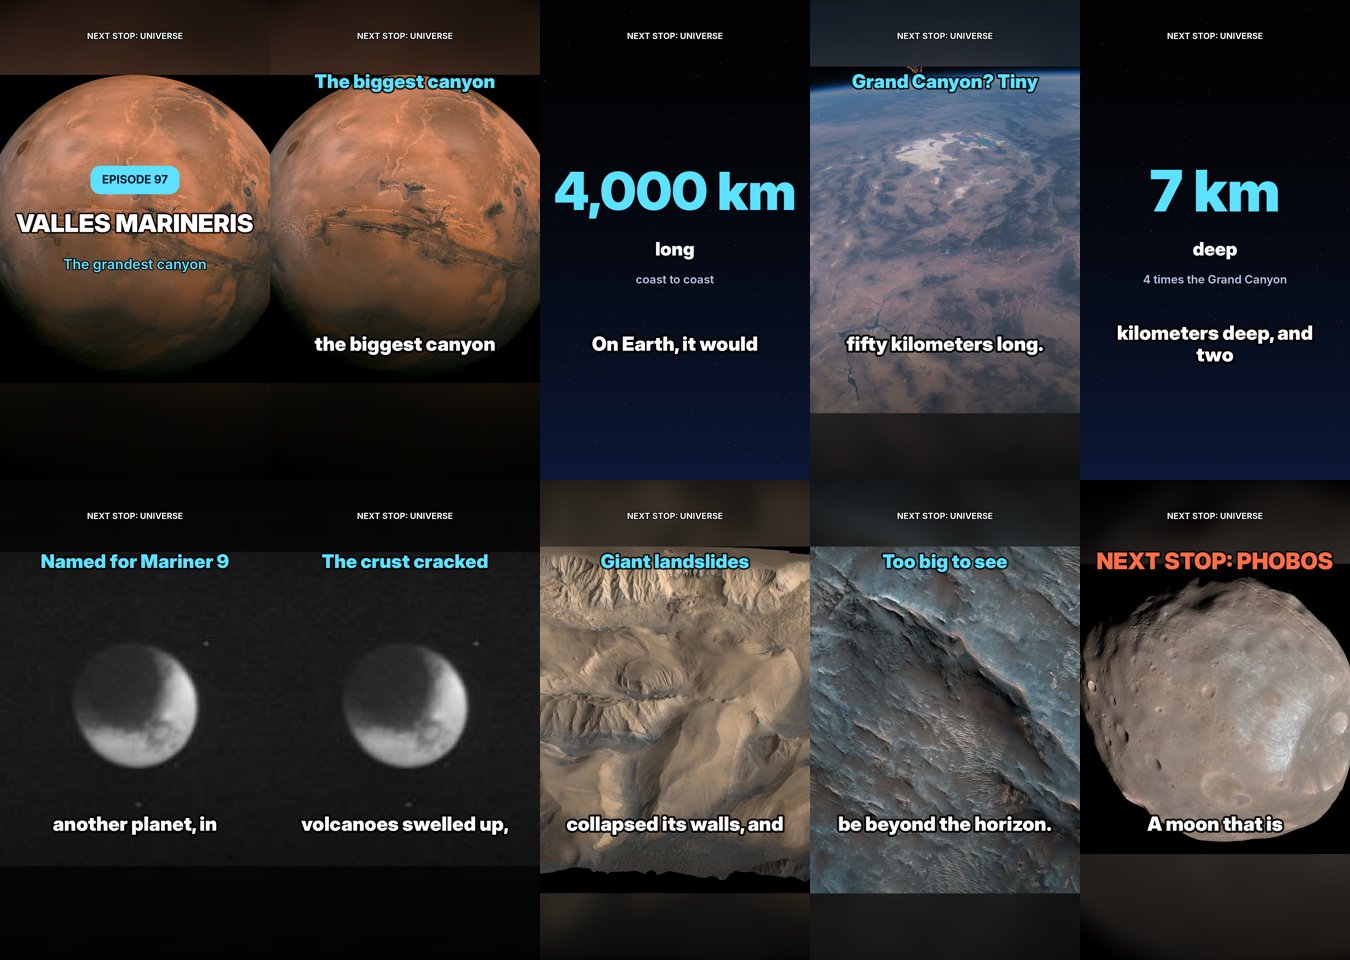 NEXT STOP: UNIVERSE
EPISODE 97
VALLES MARINERIS
The grandest canyon
NEXT STOP: UNIVERSE
The biggest canyon
the biggest canyon
NEXT STOP: UNIVERSE
4,000 km
long
coast to coast
On Earth, it would
NEXT STOP: UNIVERSE
Grand Canyon? Tiny
fifty kilometers long.
NEXT STOP: UNIVERSE
7 km
deep
4 times the Grand Canyon
kilometers deep, and
two
NEXT STOP: UNIVERSE
Named for Mariner 9
another planet, in
NEXT STOP: UNIVERSE
The crust cracked
volcanoes swelled up,
NEXT STOP: UNIVERSE
Giant landslides
collapsed its walls, and
NEXT STOP: UNIVERSE
Too big to see
be beyond the horizon.
NEXT STOP: UNIVERSE
NEXT STOP: PHOBOS
A moon that is